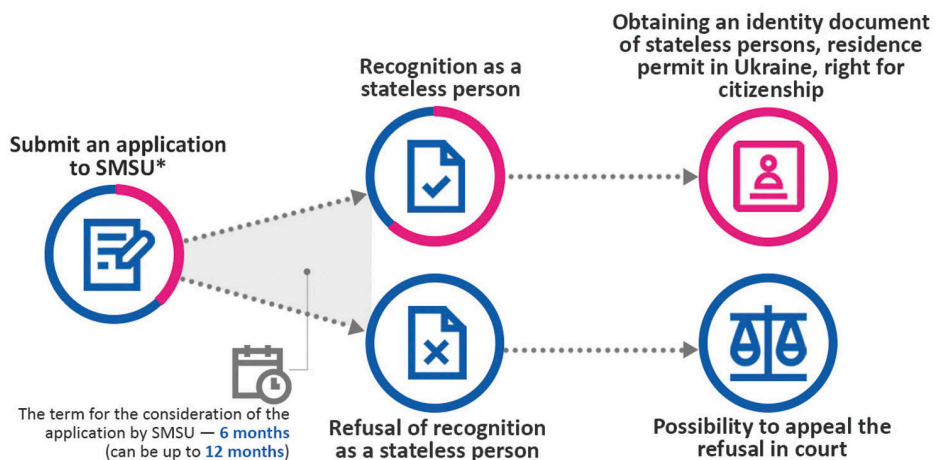 Submit an application
to SMSU*
Recognition as a
stateless person
Obtaining an identity document
of stateless persons, residence
permit in Ukraine, right for
citizenship
The term for the consideration of the
application by SMSU — 6 months
(can be up to 12 months)
Refusal of recognition
as a stateless person
Possibility to appeal the
refusal in court